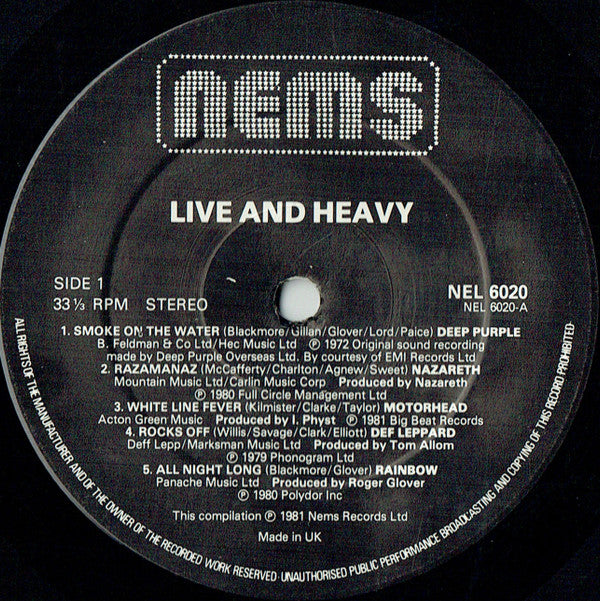 nems
LIVE AND HEAVY
SIDE 1
33⅓ RPM STEREO
NEL 6020
NEL 6020-A
1. SMOKE ON THE WATER (Blackmore/Gillan/Glover/Lord/Paice) DEEP PURPLE
B. Feldman & Co Ltd/Hec Music Ltd ℗ 1972 Original sound recording
made by Deep Purple Overseas Ltd. By courtesy of EMI Records Ltd
2. RAZAMANAZ (McCafferty/Charlton/Agnew/Sweet) NAZARETH
Mountain Music Ltd/Carlin Music Corp Produced by Nazareth
℗ 1980 Full Circle Management Ltd
3. WHITE LINE FEVER (Kilmister/Clarke/Taylor) MOTORHEAD
Acton Green Music Produced by I. Physt ℗ 1981 Big Beat Records
4. ROCKS OFF (Willis/Savage/Clark/Elliott) DEF LEPPARD
Deff Lepp/Marksman Music Ltd Produced by Tom Allom
℗ 1979 Phonogram Ltd
5. ALL NIGHT LONG (Blackmore/Glover) RAINBOW
Panache Music Ltd Produced by Roger Glover
℗ 1980 Polydor Inc
This compilation ℗ 1981 Nems Records Ltd
Made in UK
ALL RIGHTS OF THE MANUFACTURER AND OF THE OWNER OF THE RECORDED WORK RESERVED · UNAUTHORISED PUBLIC PERFORMANCE BROADCASTING AND COPYING OF THIS RECORD PROHIBITED